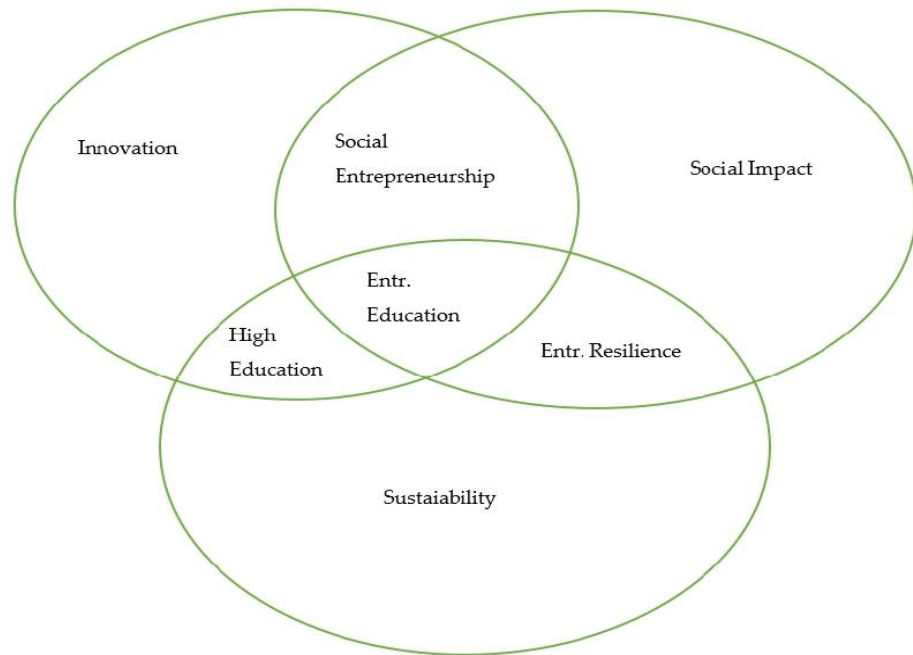 Innovation
Social
Entrepreneurship
Social Impact
Entr.
Education
High
Education
Entr. Resilience
Sustaiability